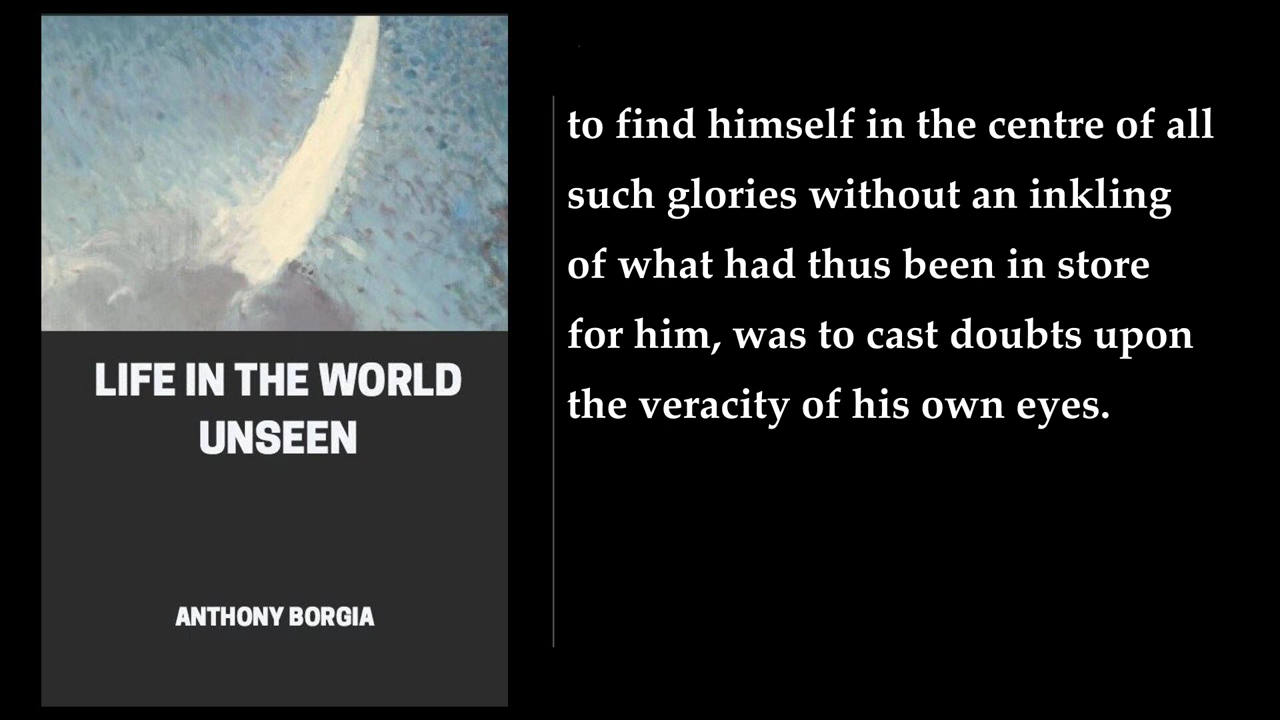 LIFE IN THE WORLD
UNSEEN
ANTHONY BORGIA
to find himself in the centre of all
such glories without an inkling
of what had thus been in store
for him, was to cast doubts upon
the veracity of his own eyes.